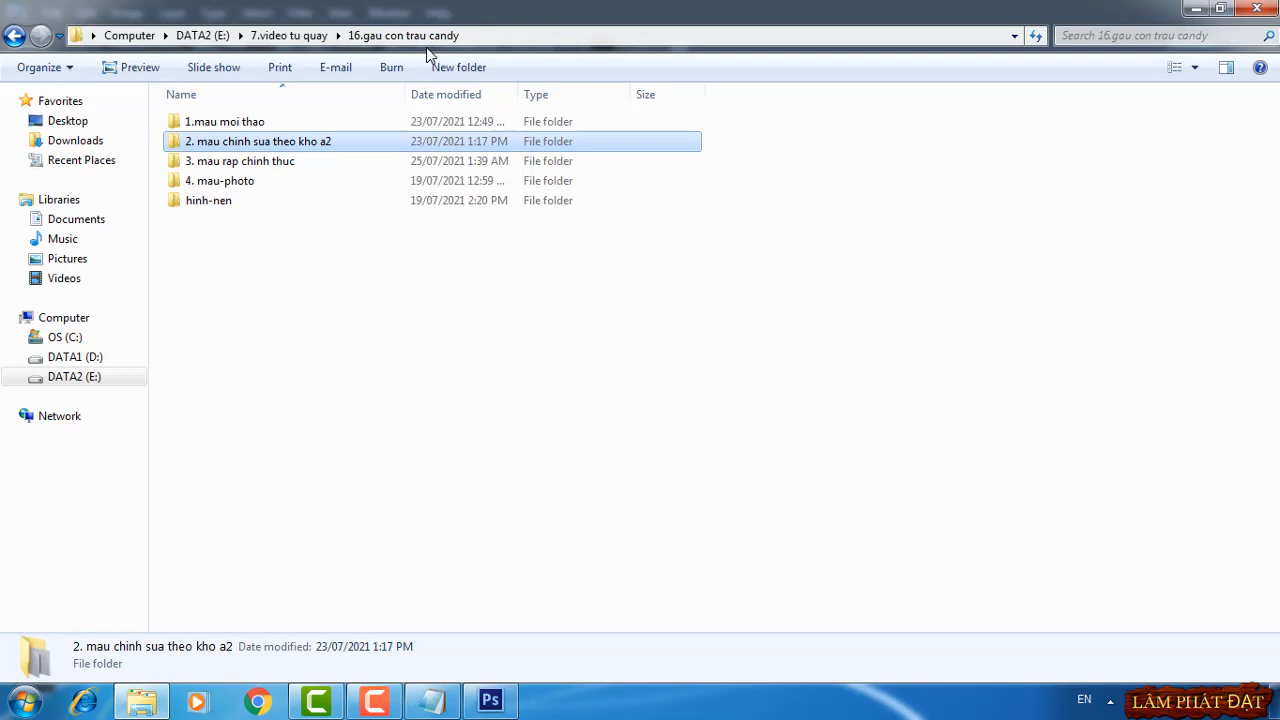 Computer DATA2 (E:) 7.video tu quay 16.gau con trau candy Search 16.gau con trau candy
Organize Preview Slide show Print E-mail Burn New folder
Name Date modified Type Size
1.mau moi thao 23/07/2021 12:49 ... File folder
2. mau chinh sua theo kho a2 23/07/2021 1:17 PM File folder
3. mau rap chinh thuc 25/07/2021 1:39 AM File folder
4. mau-photo 19/07/2021 12:59 ... File folder
hinh-nen 19/07/2021 2:20 PM File folder
Favorites
Desktop
Downloads
Recent Places
Libraries
Documents
Music
Pictures
Videos
Computer
OS (C:)
DATA1 (D:)
DATA2 (E:)
Network
2. mau chinh sua theo kho a2 Date modified: 23/07/2021 1:17 PM
File folder
Ps EN LÂM PHÁT ĐẠT